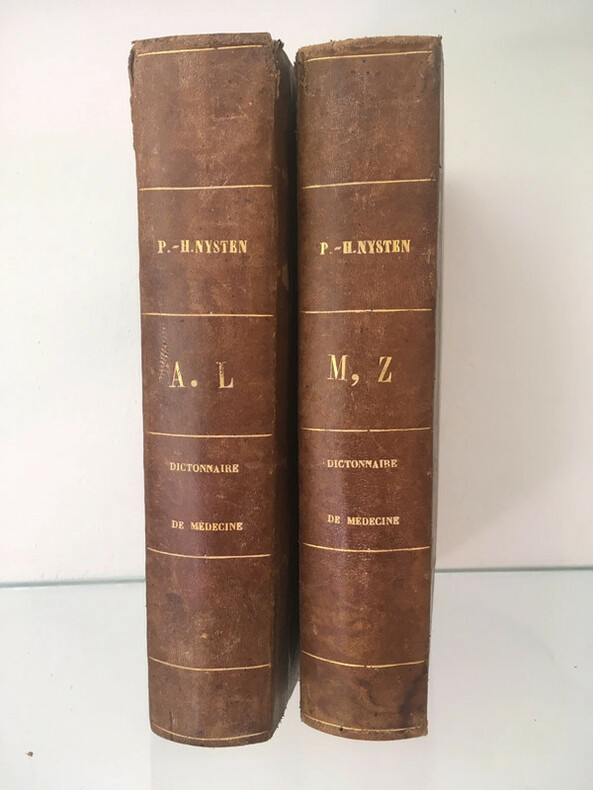 P.-H.NYSTEN
A. L
DICTONNAIRE
DE MÉDECINE
P.-H.NYSTEN
M, Z
DICTONNAIRE
DE MÉDECINE